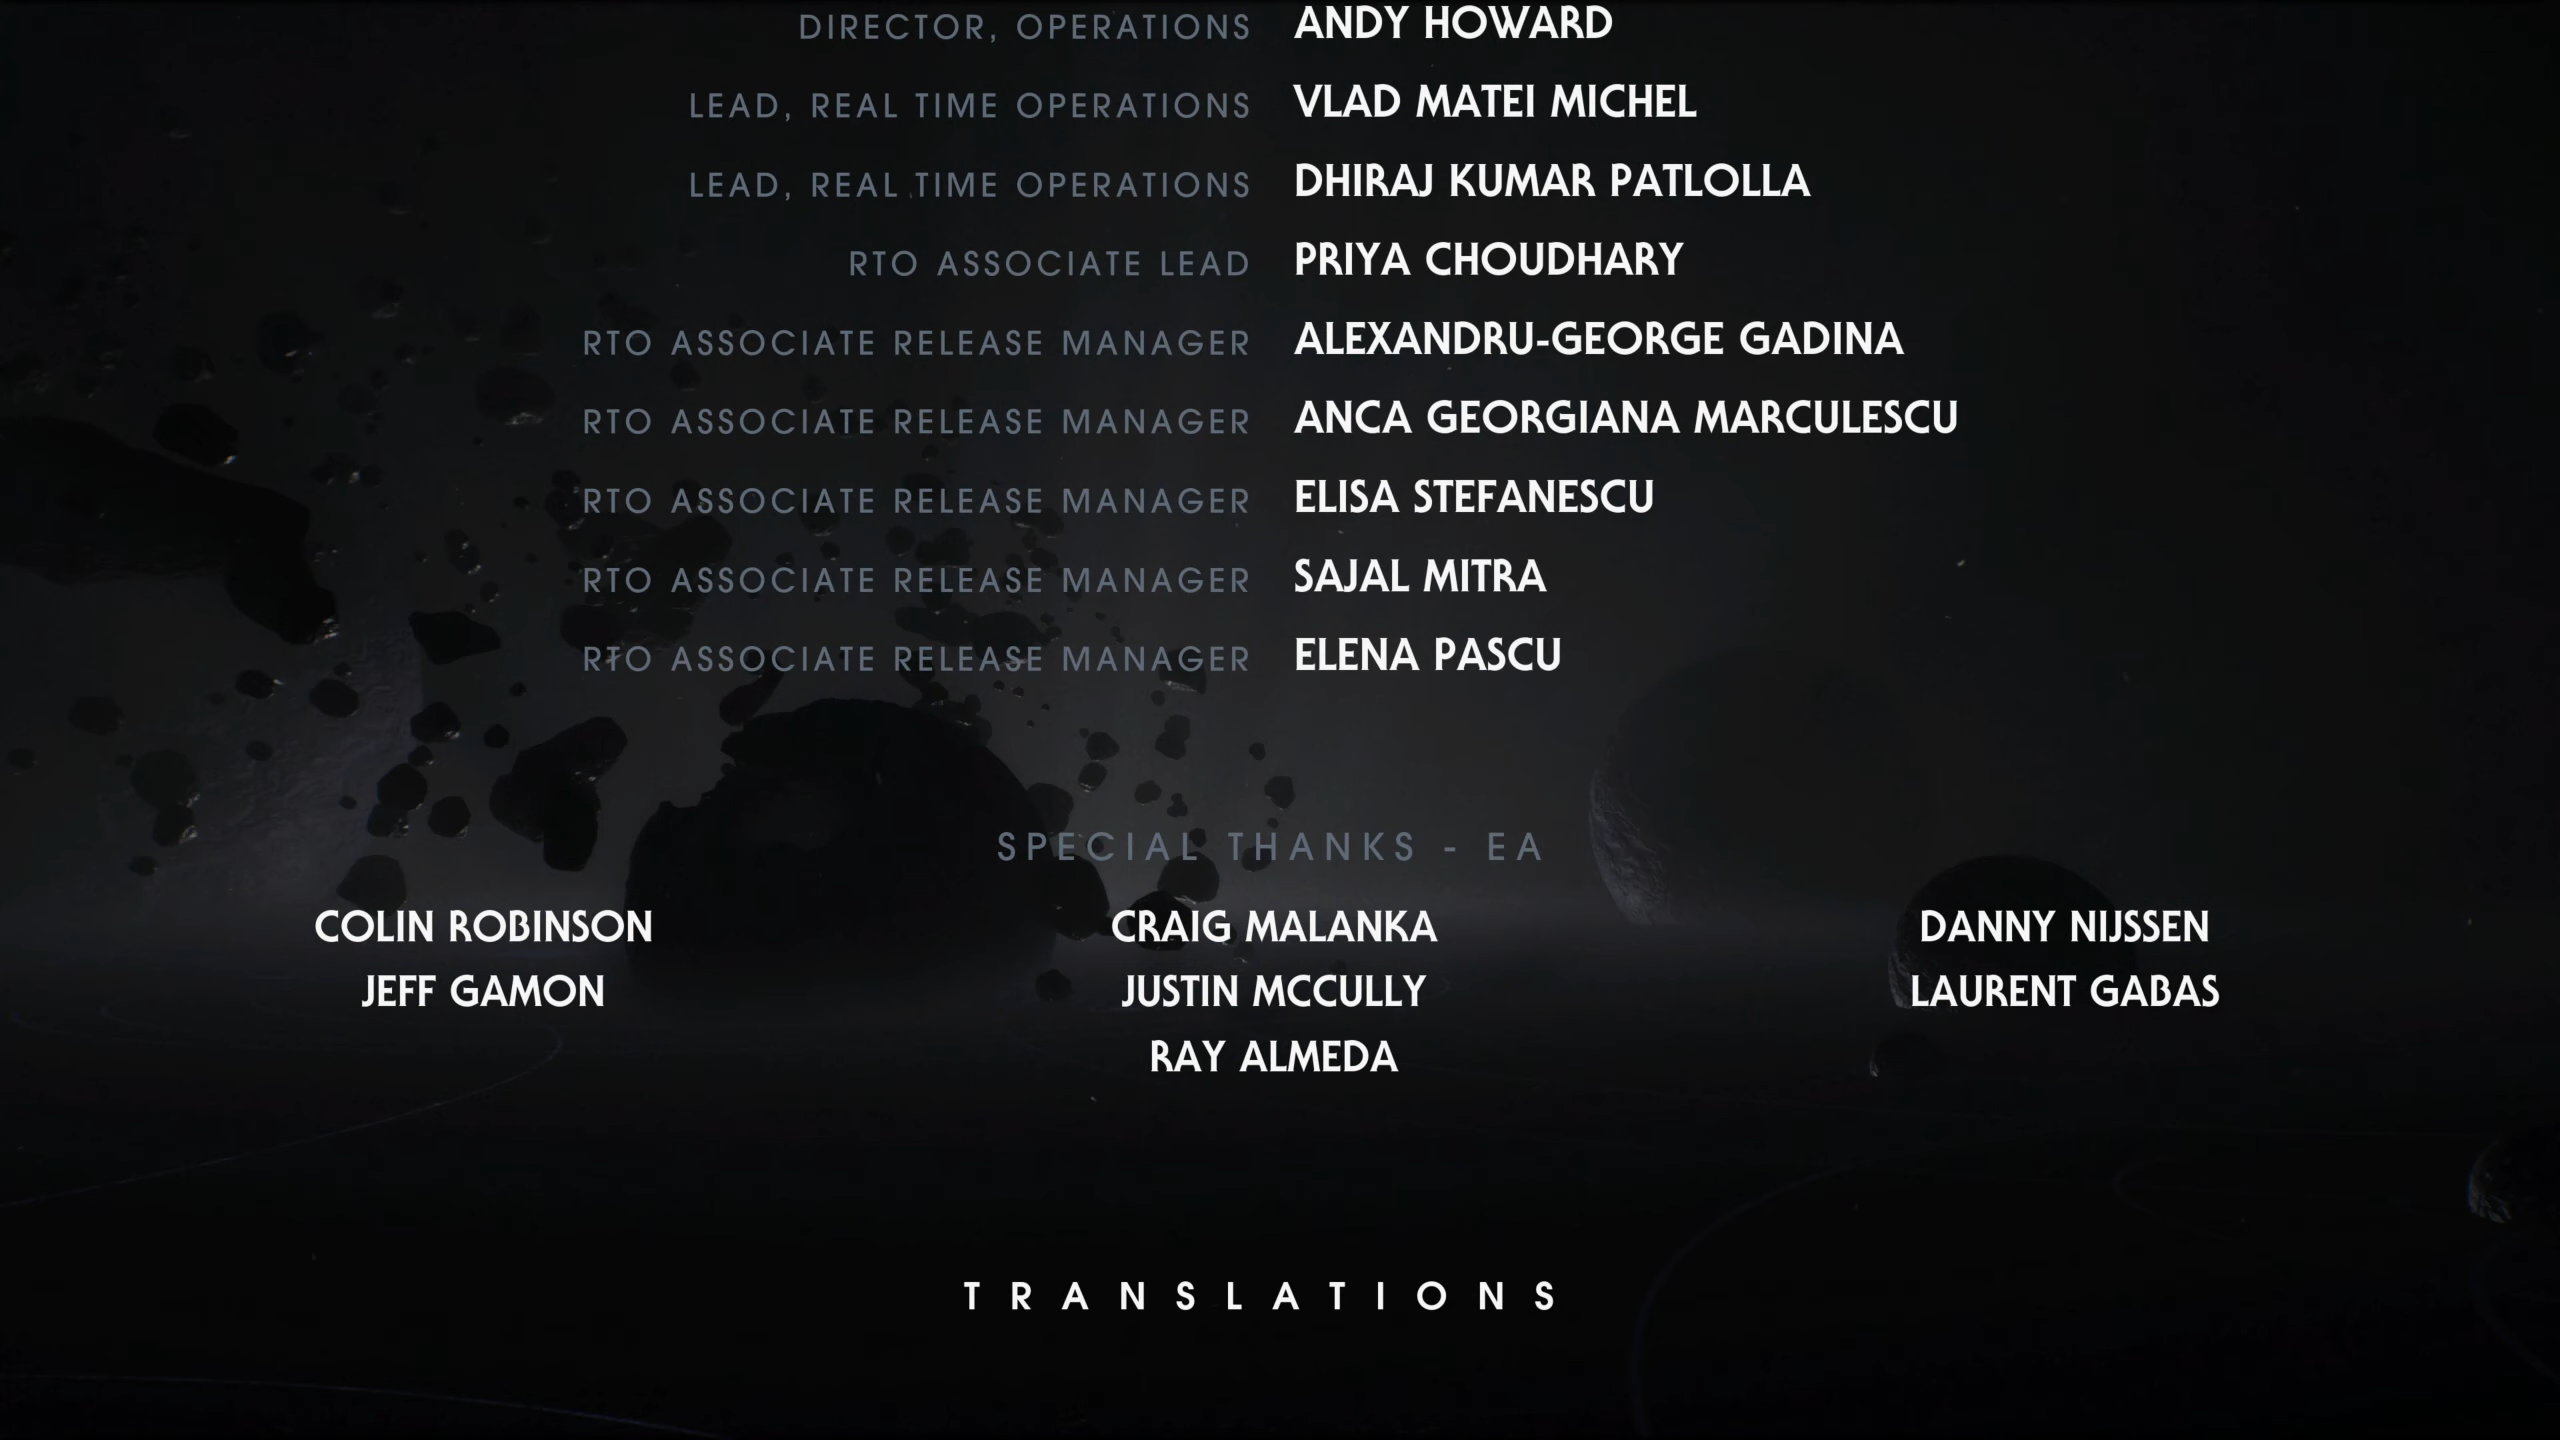 DIRECTOR, OPERATIONS ANDY HOWARD
LEAD, REAL TIME OPERATIONS VLAD MATEI MICHEL
LEAD, REAL TIME OPERATIONS DHIRAJ KUMAR PATLOLLA
RTO ASSOCIATE LEAD PRIYA CHOUDHARY
RTO ASSOCIATE RELEASE MANAGER ALEXANDRU-GEORGE GADINA
RTO ASSOCIATE RELEASE MANAGER ANCA GEORGIANA MARCULESCU
RTO ASSOCIATE RELEASE MANAGER ELISA STEFANESCU
RTO ASSOCIATE RELEASE MANAGER SAJAL MITRA
RTO ASSOCIATE RELEASE MANAGER ELENA PASCU
SPECIAL THANKS - EA
COLIN ROBINSON CRAIG MALANKA DANNY NIJSSEN
JEFF GAMON JUSTIN MCCULLY LAURENT GABAS
RAY ALMEDA
TRANSLATIONS